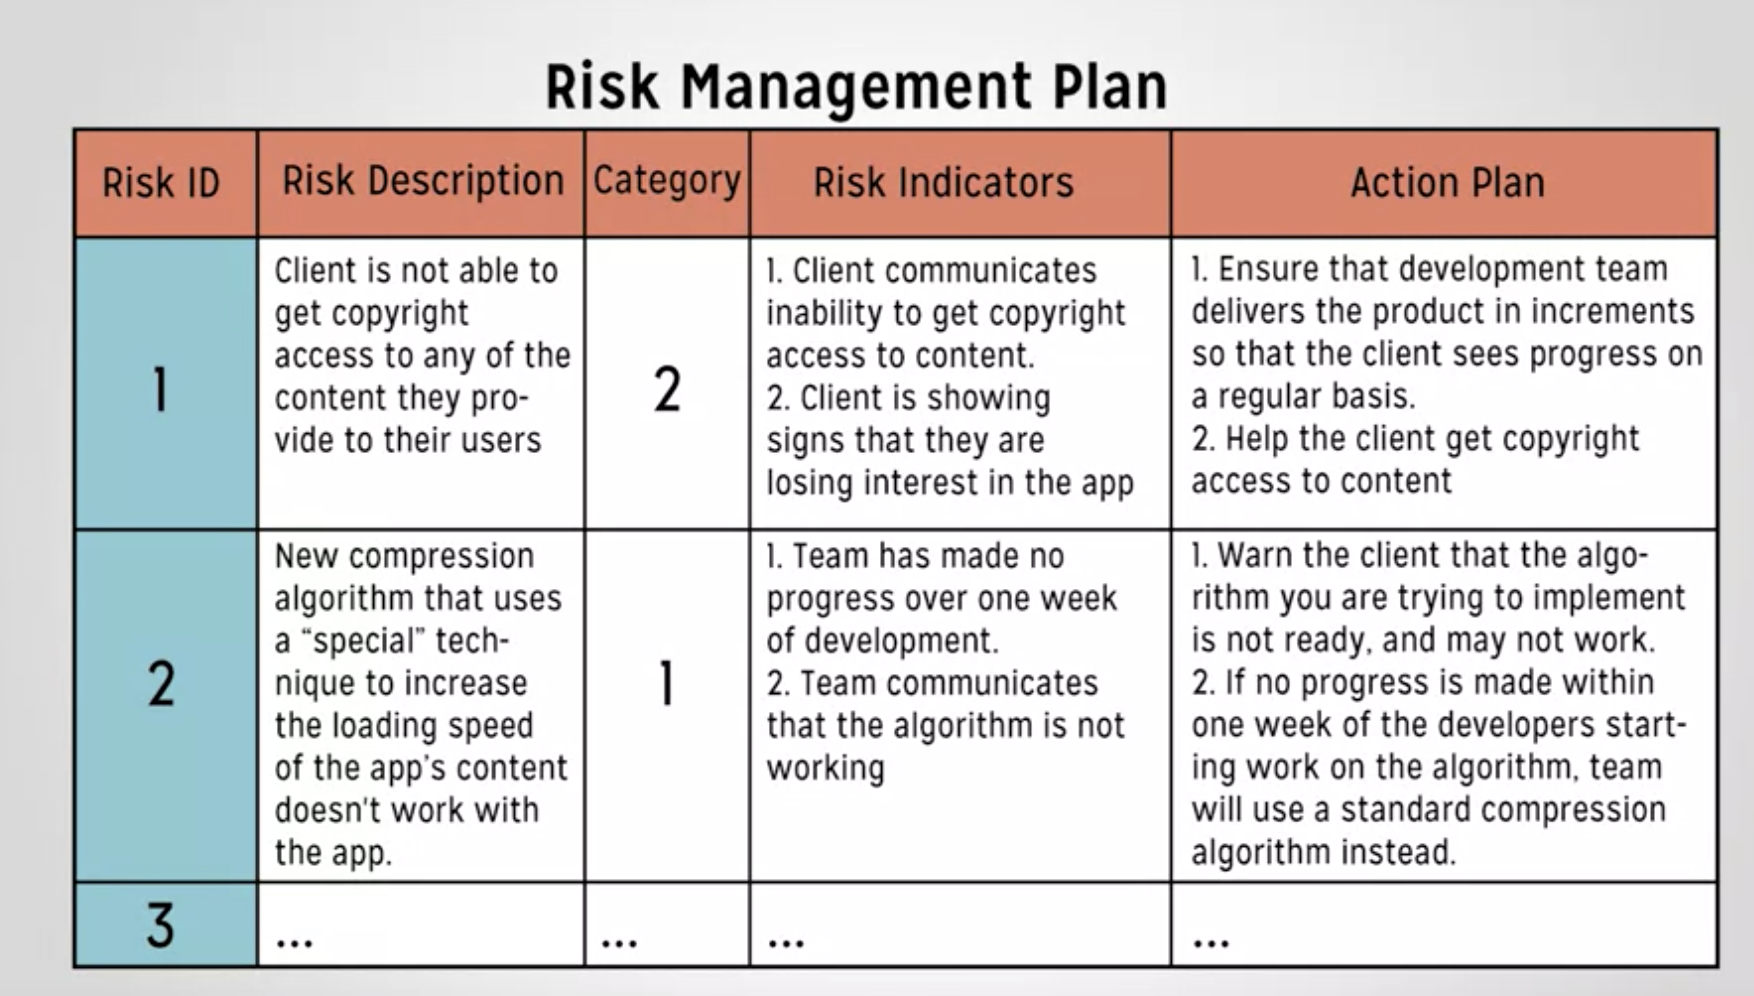 Risk Management Plan
Risk ID
Risk Description
Category
Risk Indicators
Action Plan
1
Client is not able to
get copyright
access to any of the
content they pro-
vide to their users
2
1. Client communicates
inability to get copyright
access to content.
2. Client is showing
signs that they are
losing interest in the app
1. Ensure that development team
delivers the product in increments
so that the client sees progress on
a regular basis.
2. Help the client get copyright
access to content
2
New compression
algorithm that uses
a “special” tech-
nique to increase
the loading speed
of the app's content
doesn't work with
the app.
1
1. Team has made no
progress over one week
of development.
2. Team communicates
that the algorithm is not
working
1. Warn the client that the algo-
rithm you are trying to implement
is not ready, and may not work.
2. If no progress is made within
one week of the developers start-
ing work on the algorithm, team
will use a standard compression
algorithm instead.
3
...
...
...
...